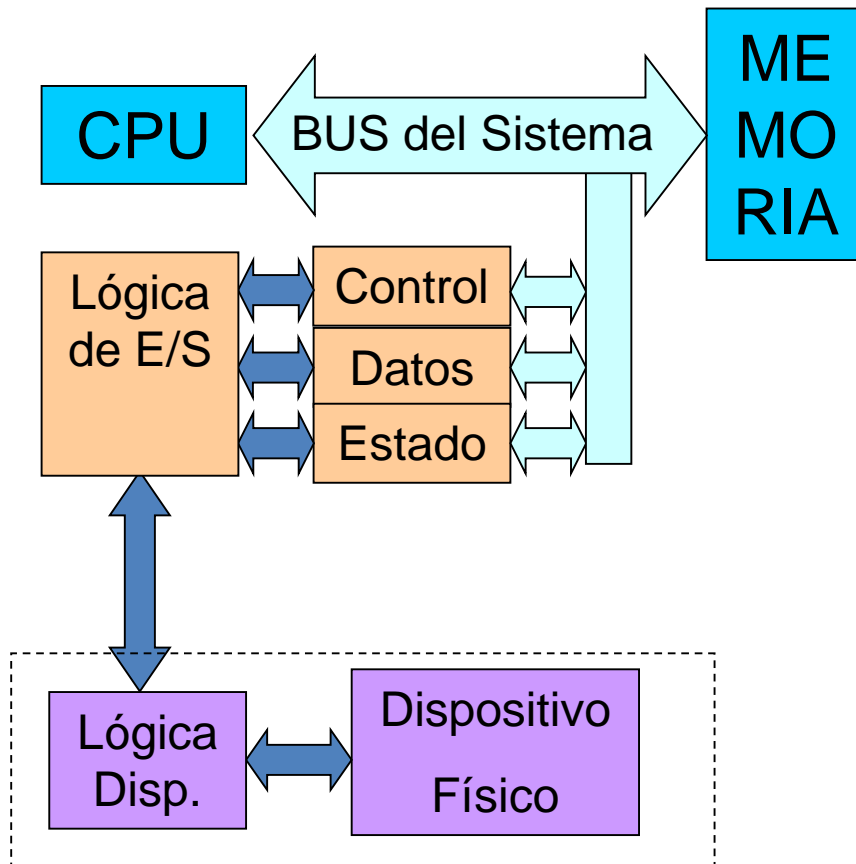 CPU
BUS del Sistema
ME
MO
RIA
Lógica
de E/S
Control
Datos
Estado
Lógica
Disp.
Dispositivo
Físico